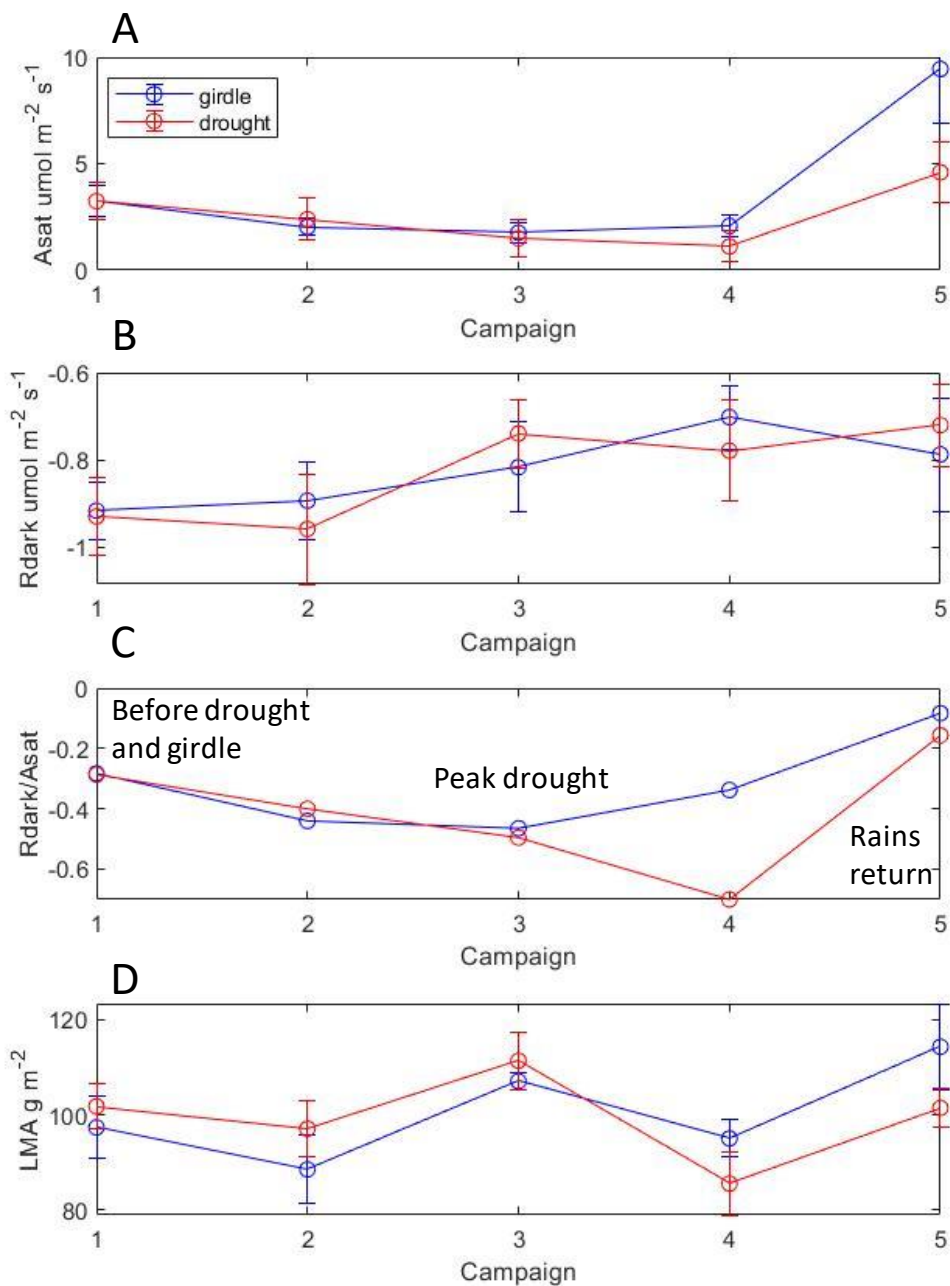 A
10
5
0
Asat umol m⁻² s⁻¹
girdle
drought
1 2 3 4 5
Campaign
B
-0.6
-0.8
-1
Rdark umol m⁻² s⁻¹
1 2 3 4 5
Campaign
C
0
-0.2
-0.4
-0.6
Rdark/Asat
Before drought
and girdle
Peak drought
Rains
return
1 2 3 4 5
Campaign
D
120
100
80
LMA g m⁻²
1 2 3 4 5
Campaign